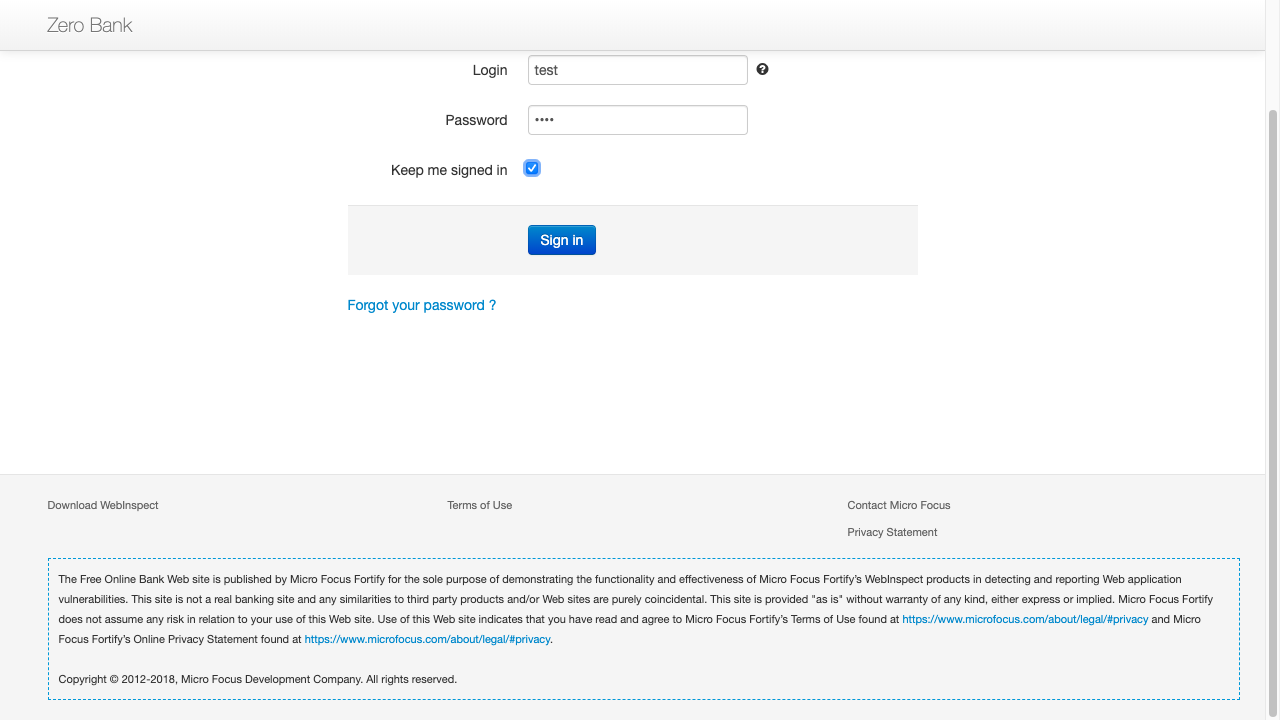 Zero Bank
Login test
Password ••••
Keep me signed in
Sign in
Forgot your password ?
Download WebInspect
Terms of Use
Contact Micro Focus
Privacy Statement
The Free Online Bank Web site is published by Micro Focus Fortify for the sole purpose of demonstrating the functionality and effectiveness of Micro Focus Fortify's WebInspect products in detecting and reporting Web application
vulnerabilities. This site is not a real banking site and any similarities to third party products and/or Web sites are purely coincidental. This site is provided "as is" without warranty of any kind, either express or implied. Micro Focus Fortify
does not assume any risk in relation to your use of this Web site. Use of this Web site indicates that you have read and agree to Micro Focus Fortify's Terms of Use found at https://www.microfocus.com/about/legal/#privacy and Micro
Focus Fortify's Online Privacy Statement found at https://www.microfocus.com/about/legal/#privacy.
Copyright © 2012-2018, Micro Focus Development Company. All rights reserved.